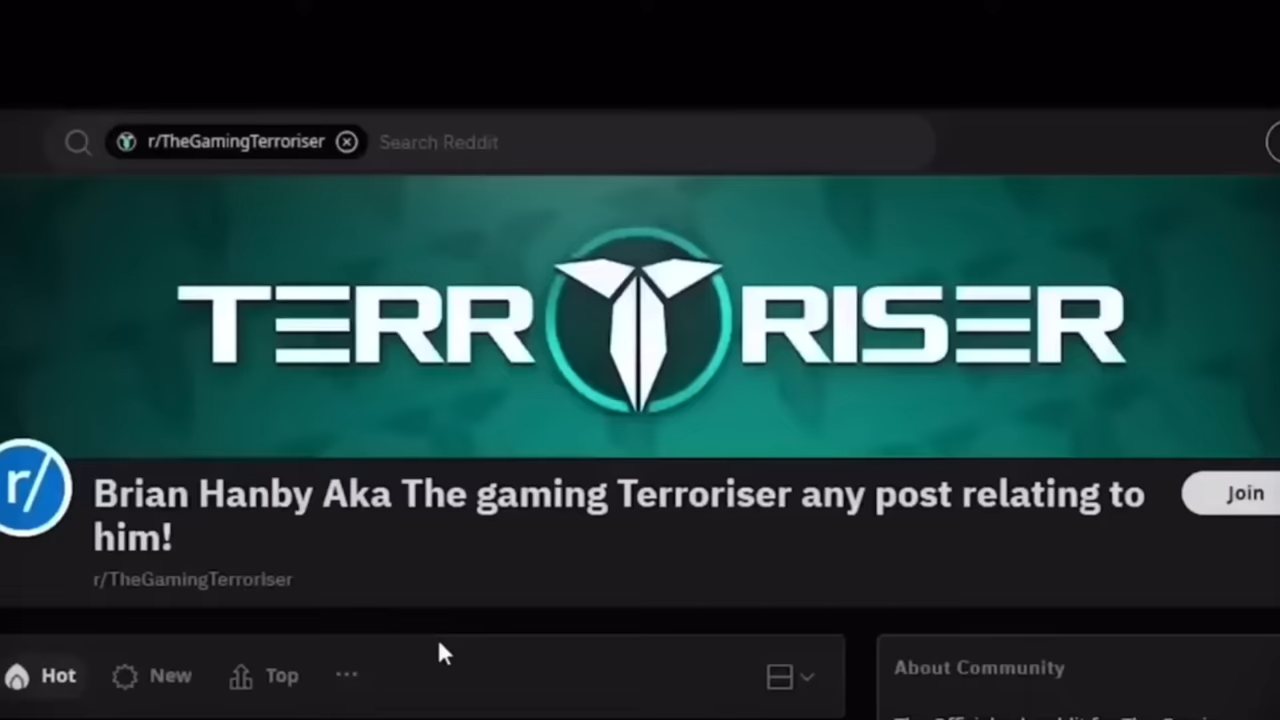 r/TheGamingTerroriser
Search Reddit
TERRORISER
r/
Brian Hanby Aka The gaming Terroriser any post relating to
him!
Join
r/TheGamingTerroriser
Hot
New
Top
About Community